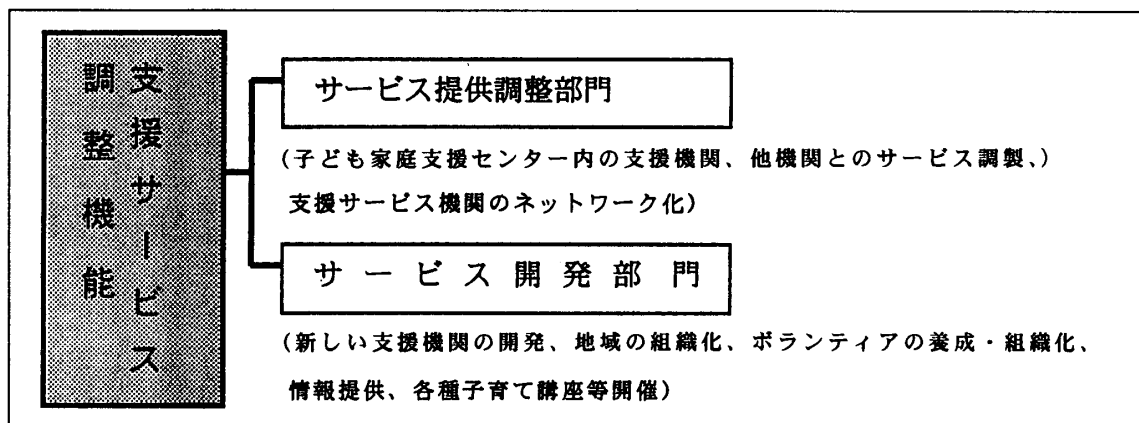 支援サービス
調整機能
サービス提供調整部門
（子ども家庭支援センター内の支援機関、他機関とのサービス調製、）
支援サービス機関のネットワーク化）
サービス開発部門
（新しい支援機関の開発、地域の組織化、ボランティアの養成・組織化、
情報提供、各種子育て講座等開催）